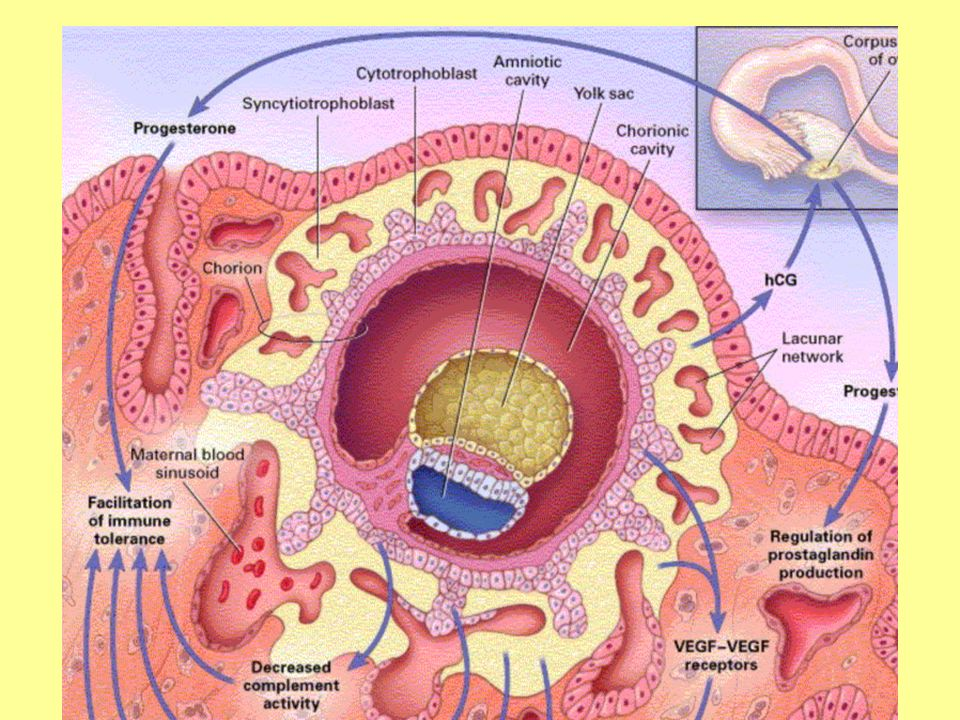 Corpus
of
Amniotic
cavity
Cytotrophoblast
Yolk sac
Syncytiotrophoblast
Chorionic
cavity
Progesterone
Chorion
hCG
Lacunar
network
Maternal blood
sinusoid
Facilitation
of immune
tolerance
Regulation of
prostaglandin
production
VEGF–VEGF
receptors
Decreased
complement
activity